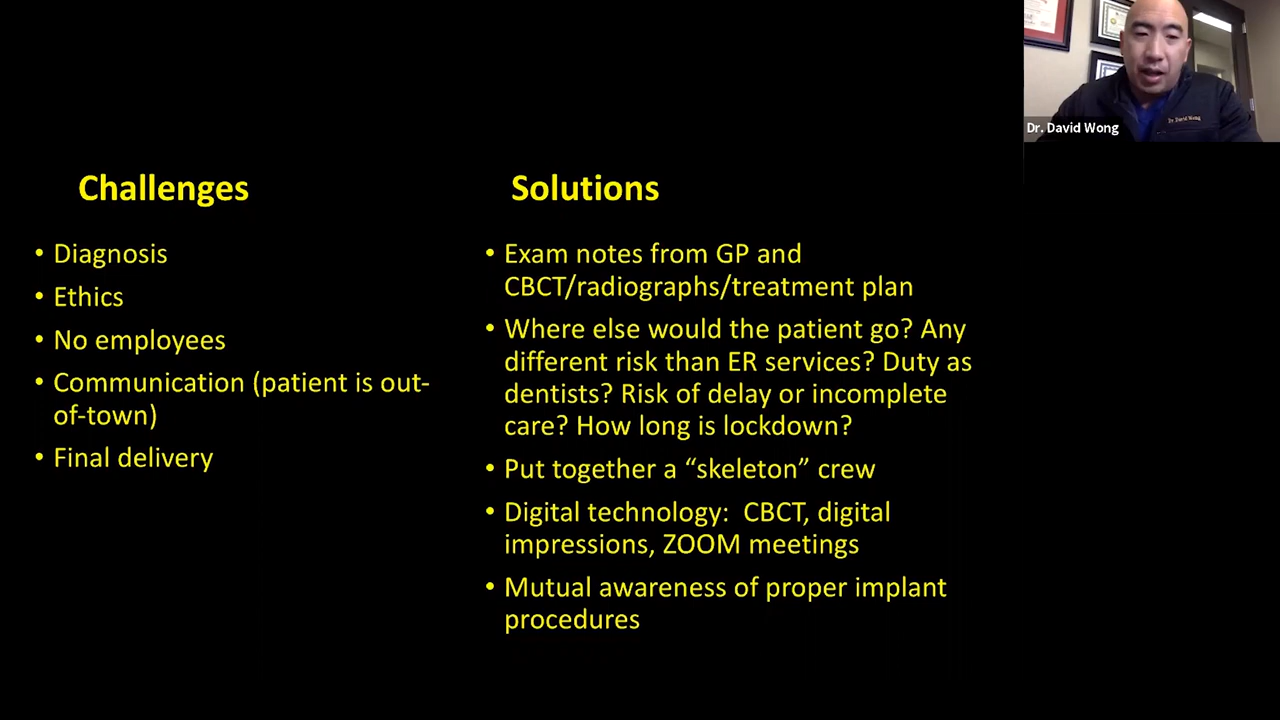 Dr. David Wong
Dr. David Wong
Challenges
• Diagnosis
• Ethics
• No employees
• Communication (patient is out-
of-town)
• Final delivery
Solutions
• Exam notes from GP and
CBCT/radiographs/treatment plan
• Where else would the patient go? Any
different risk than ER services? Duty as
dentists? Risk of delay or incomplete
care? How long is lockdown?
• Put together a “skeleton” crew
• Digital technology:  CBCT, digital
impressions, ZOOM meetings
• Mutual awareness of proper implant
procedures